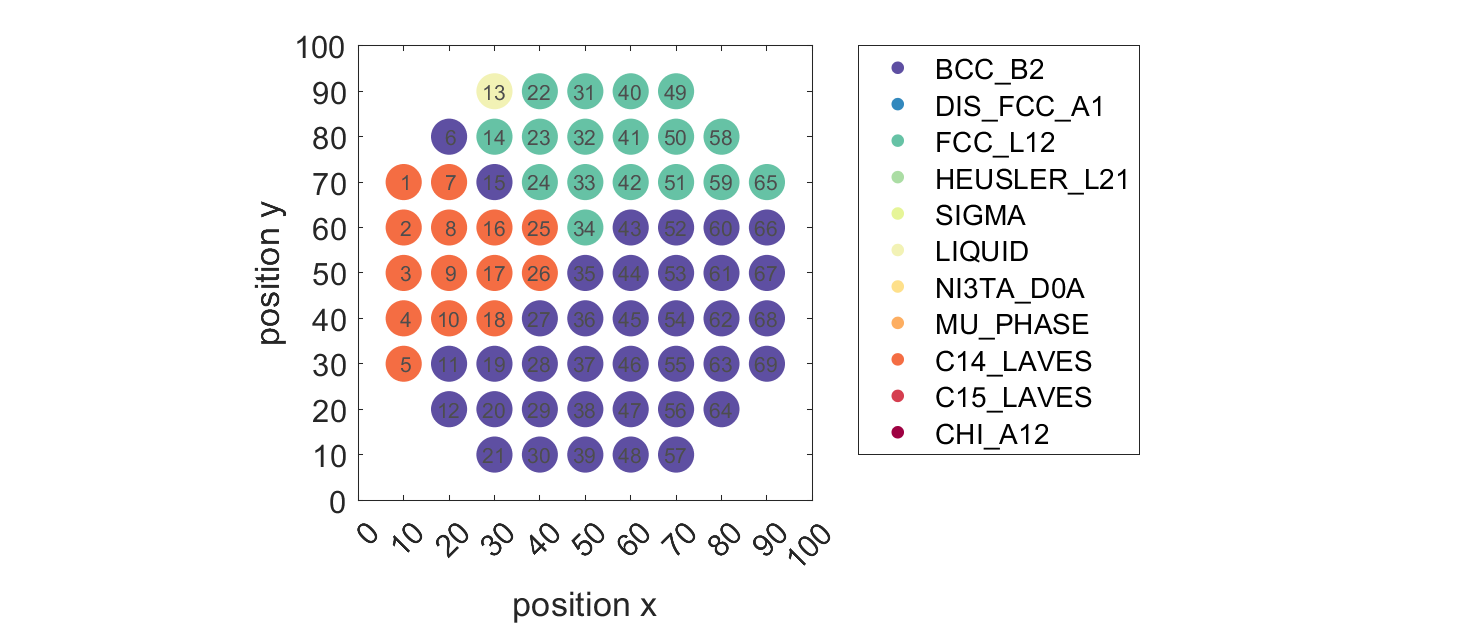 100
90 13 22 31 40 49
80 6 14 23 32 41 50 58
70 1 7 15 24 33 42 51 59 65
60 2 8 16 25 34 43 52 60 66
50 3 9 17 26 35 44 53 61 67
40 4 10 18 27 36 45 54 62 68
30 5 11 19 28 37 46 55 63 69
20 12 20 29 38 47 56 64
10 21 30 39 48 57
0
position y
0 10 20 30 40 50 60 70 80 90 100
position x
BCC_B2
DIS_FCC_A1
FCC_L12
HEUSLER_L21
SIGMA
LIQUID
NI3TA_D0A
MU_PHASE
C14_LAVES
C15_LAVES
CHI_A12